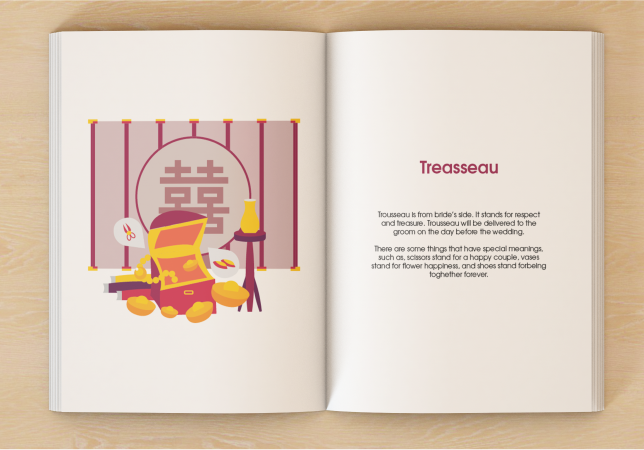 囍
Treasseau
Trousseau is from bride's side. It stands for respect
and treasure. Trousseau will be delivered to the
groom on the day before the wedding.
There are some things that have special meanings,
such as, scissors stand for a happy couple, vases
stand for flower happiness, and shoes stand forbeing
toghether forever.